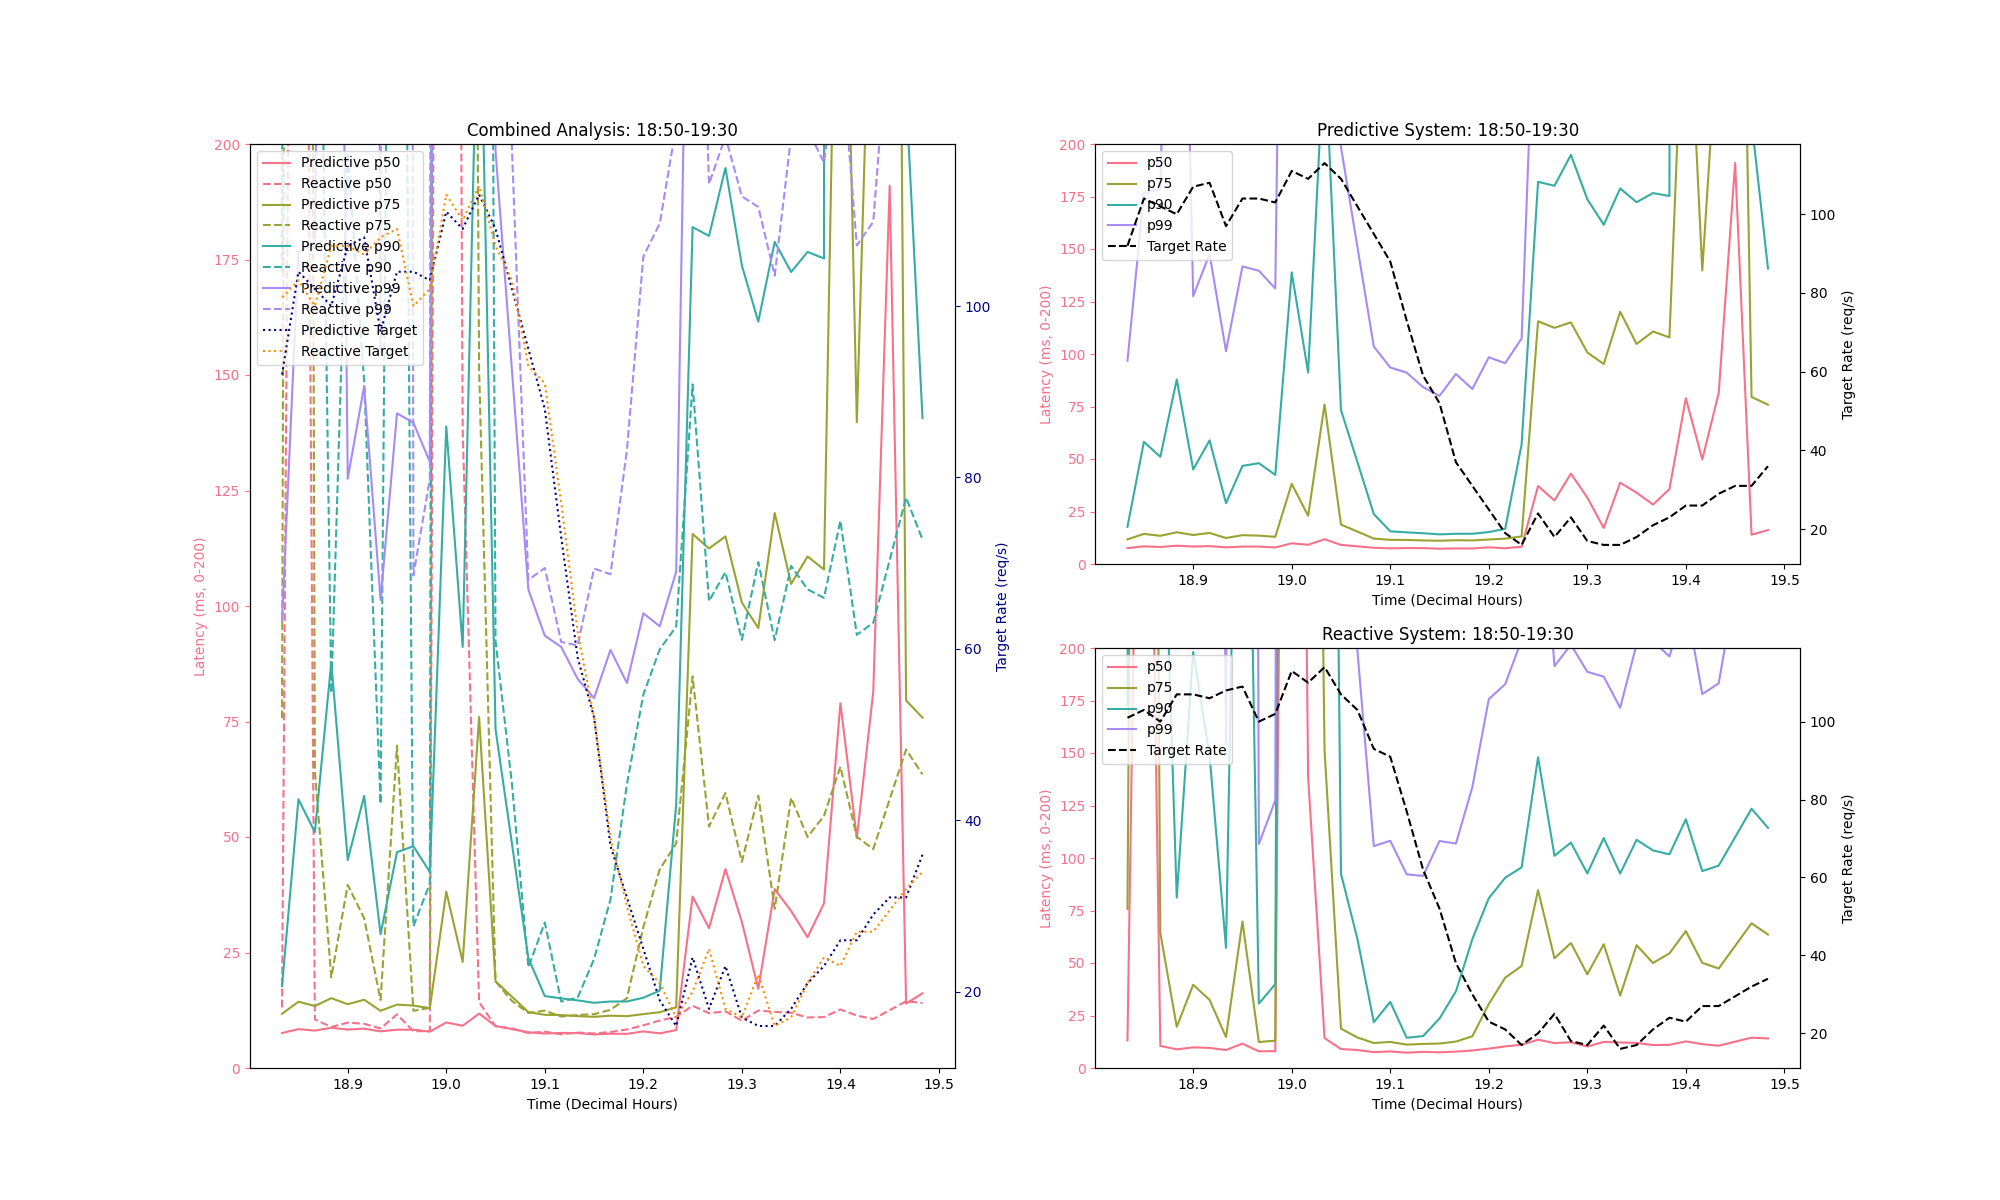 Combined Analysis: 18:50-19:30
200
175
150
125
100
75
50
25
0
Latency (ms, 0-200)
Predictive p50
Reactive p50
Predictive p75
Reactive p75
Predictive p90
Reactive p90
Predictive p99
Reactive p99
Predictive Target
Reactive Target
100
80
60
40
20
Target Rate (req/s)
18.9 19.0 19.1 19.2 19.3 19.4 19.5
Time (Decimal Hours)
Predictive System: 18:50-19:30
200
175
150
125
100
75
50
25
0
Latency (ms, 0-200)
p50
p75
p90
p99
Target Rate
100
80
60
40
20
Target Rate (req/s)
18.9 19.0 19.1 19.2 19.3 19.4 19.5
Time (Decimal Hours)
Reactive System: 18:50-19:30
200
175
150
125
100
75
50
25
0
Latency (ms, 0-200)
p50
p75
p90
p99
Target Rate
100
80
60
40
20
Target Rate (req/s)
18.9 19.0 19.1 19.2 19.3 19.4 19.5
Time (Decimal Hours)